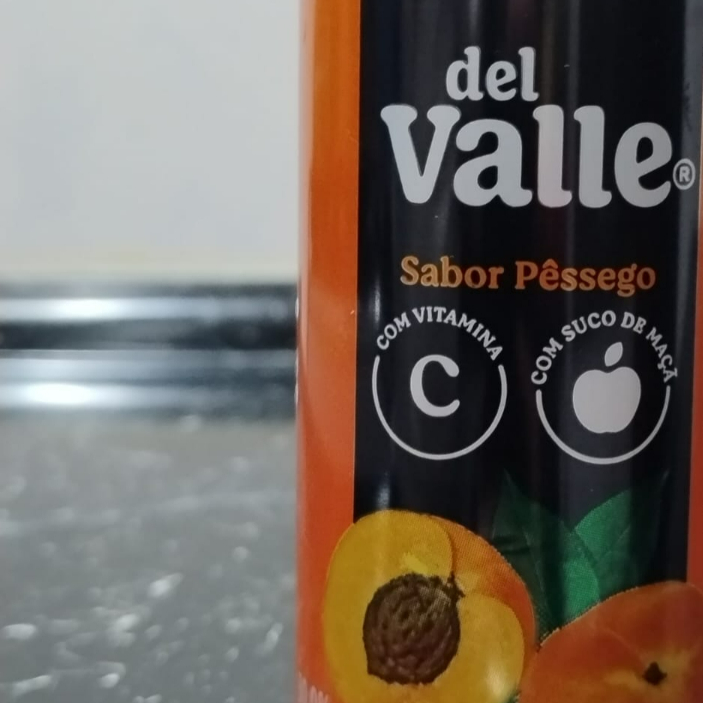 del
Valle®
Sabor Pêssego
COM VITAMINA
C
COM SUCO DE MAÇÃ